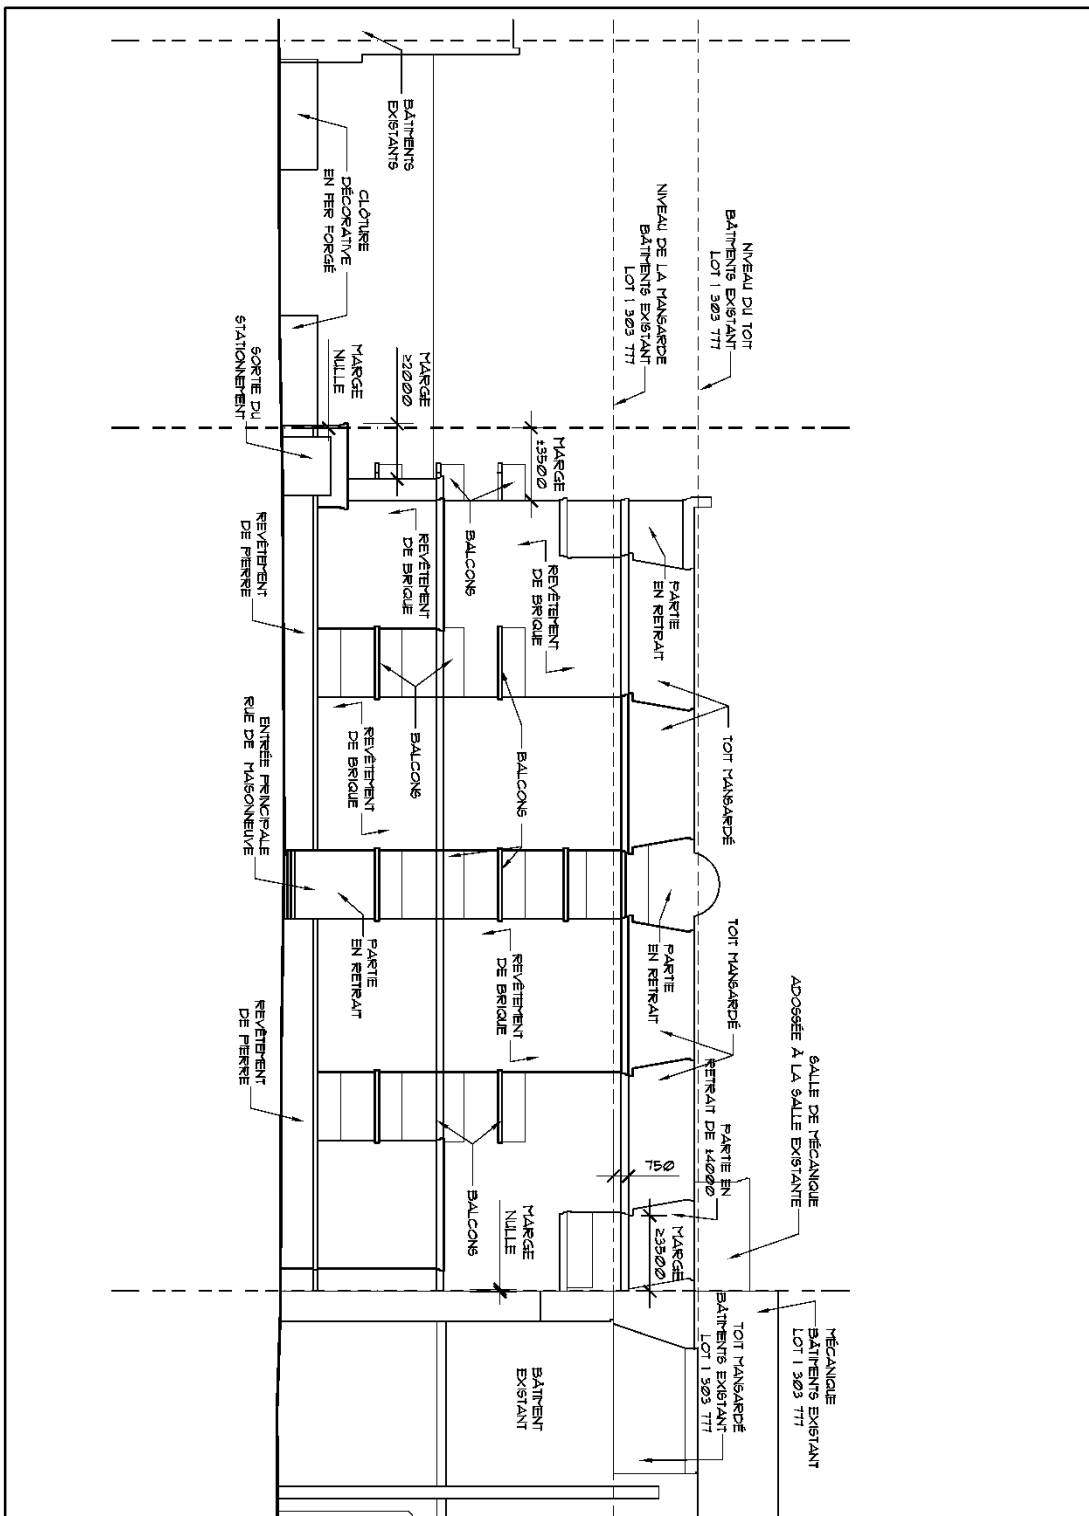 NIVEAU DU TOIT
BÂTIMENTS EXISTANT
LOT 1 303 777
NIVEAU DE LA MANSARDE
BÂTIMENTS EXISTANT
LOT 1 303 777
BÂTIMENTS
EXISTANTS
CLÔTURE
DÉCORATIVE
EN FER FORGÉ
MARGE
≥2000
MARGE
NULLE
SORTIE DU
STATIONNEMENT
MARGE
±3500
BALCONS
REVÊTEMENT
DE BRIQUE
REVÊTEMENT
DE BRIQUE
PARTIE
EN RETRAIT
REVÊTEMENT
DE PIERRE
TOIT MANSARDÉ
BALCONS
BALCONS
REVÊTEMENT
DE BRIQUE
ENTRÉE PRINCIPALE
RUE DE MAISONNEUVE
TOIT MANSARDÉ
PARTIE
EN RETRAIT
PARTIE
EN RETRAIT
REVÊTEMENT
DE BRIQUE
REVÊTEMENT
DE PIERRE
SALLE DE MÉCANIQUE
ADOSSÉE À LA SALLE EXISTANTE
PARTIE EN
RETRAIT DE ±4000
750
BALCONS
MARGE
NULLE
MARGE
≥3500
MÉCANIQUE
BÂTIMENTS EXISTANT
LOT 1 303 777
TOIT MANSARDÉ
BÂTIMENTS EXISTANT
LOT 1 303 777
BÂTIMENT
EXISTANT